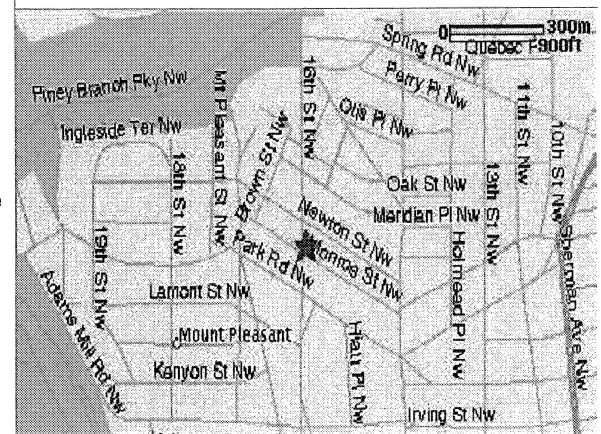 0 300m
Quebec P 900ft
Spring Rd Nw
Perry Pl Nw
Piney Branch Pky Nw
Mt Pleasant St Nw
16th St Nw
11th St Nw
10th St Nw
Otis Pl Nw
Ingleside Ter Nw
18th St Nw
Brown St Nw
Oak St Nw
13th St Nw
Meridian Pl Nw
Newton St Nw
Monroe St Nw
Park Rd Nw
Holmead Pl Nw
Sherman Ave Nw
19th St Nw
Adams Mill Rd Nw
Lamont St Nw
Mount Pleasant
Kenyon St Nw
Hiatt Pl Nw
Irving St Nw